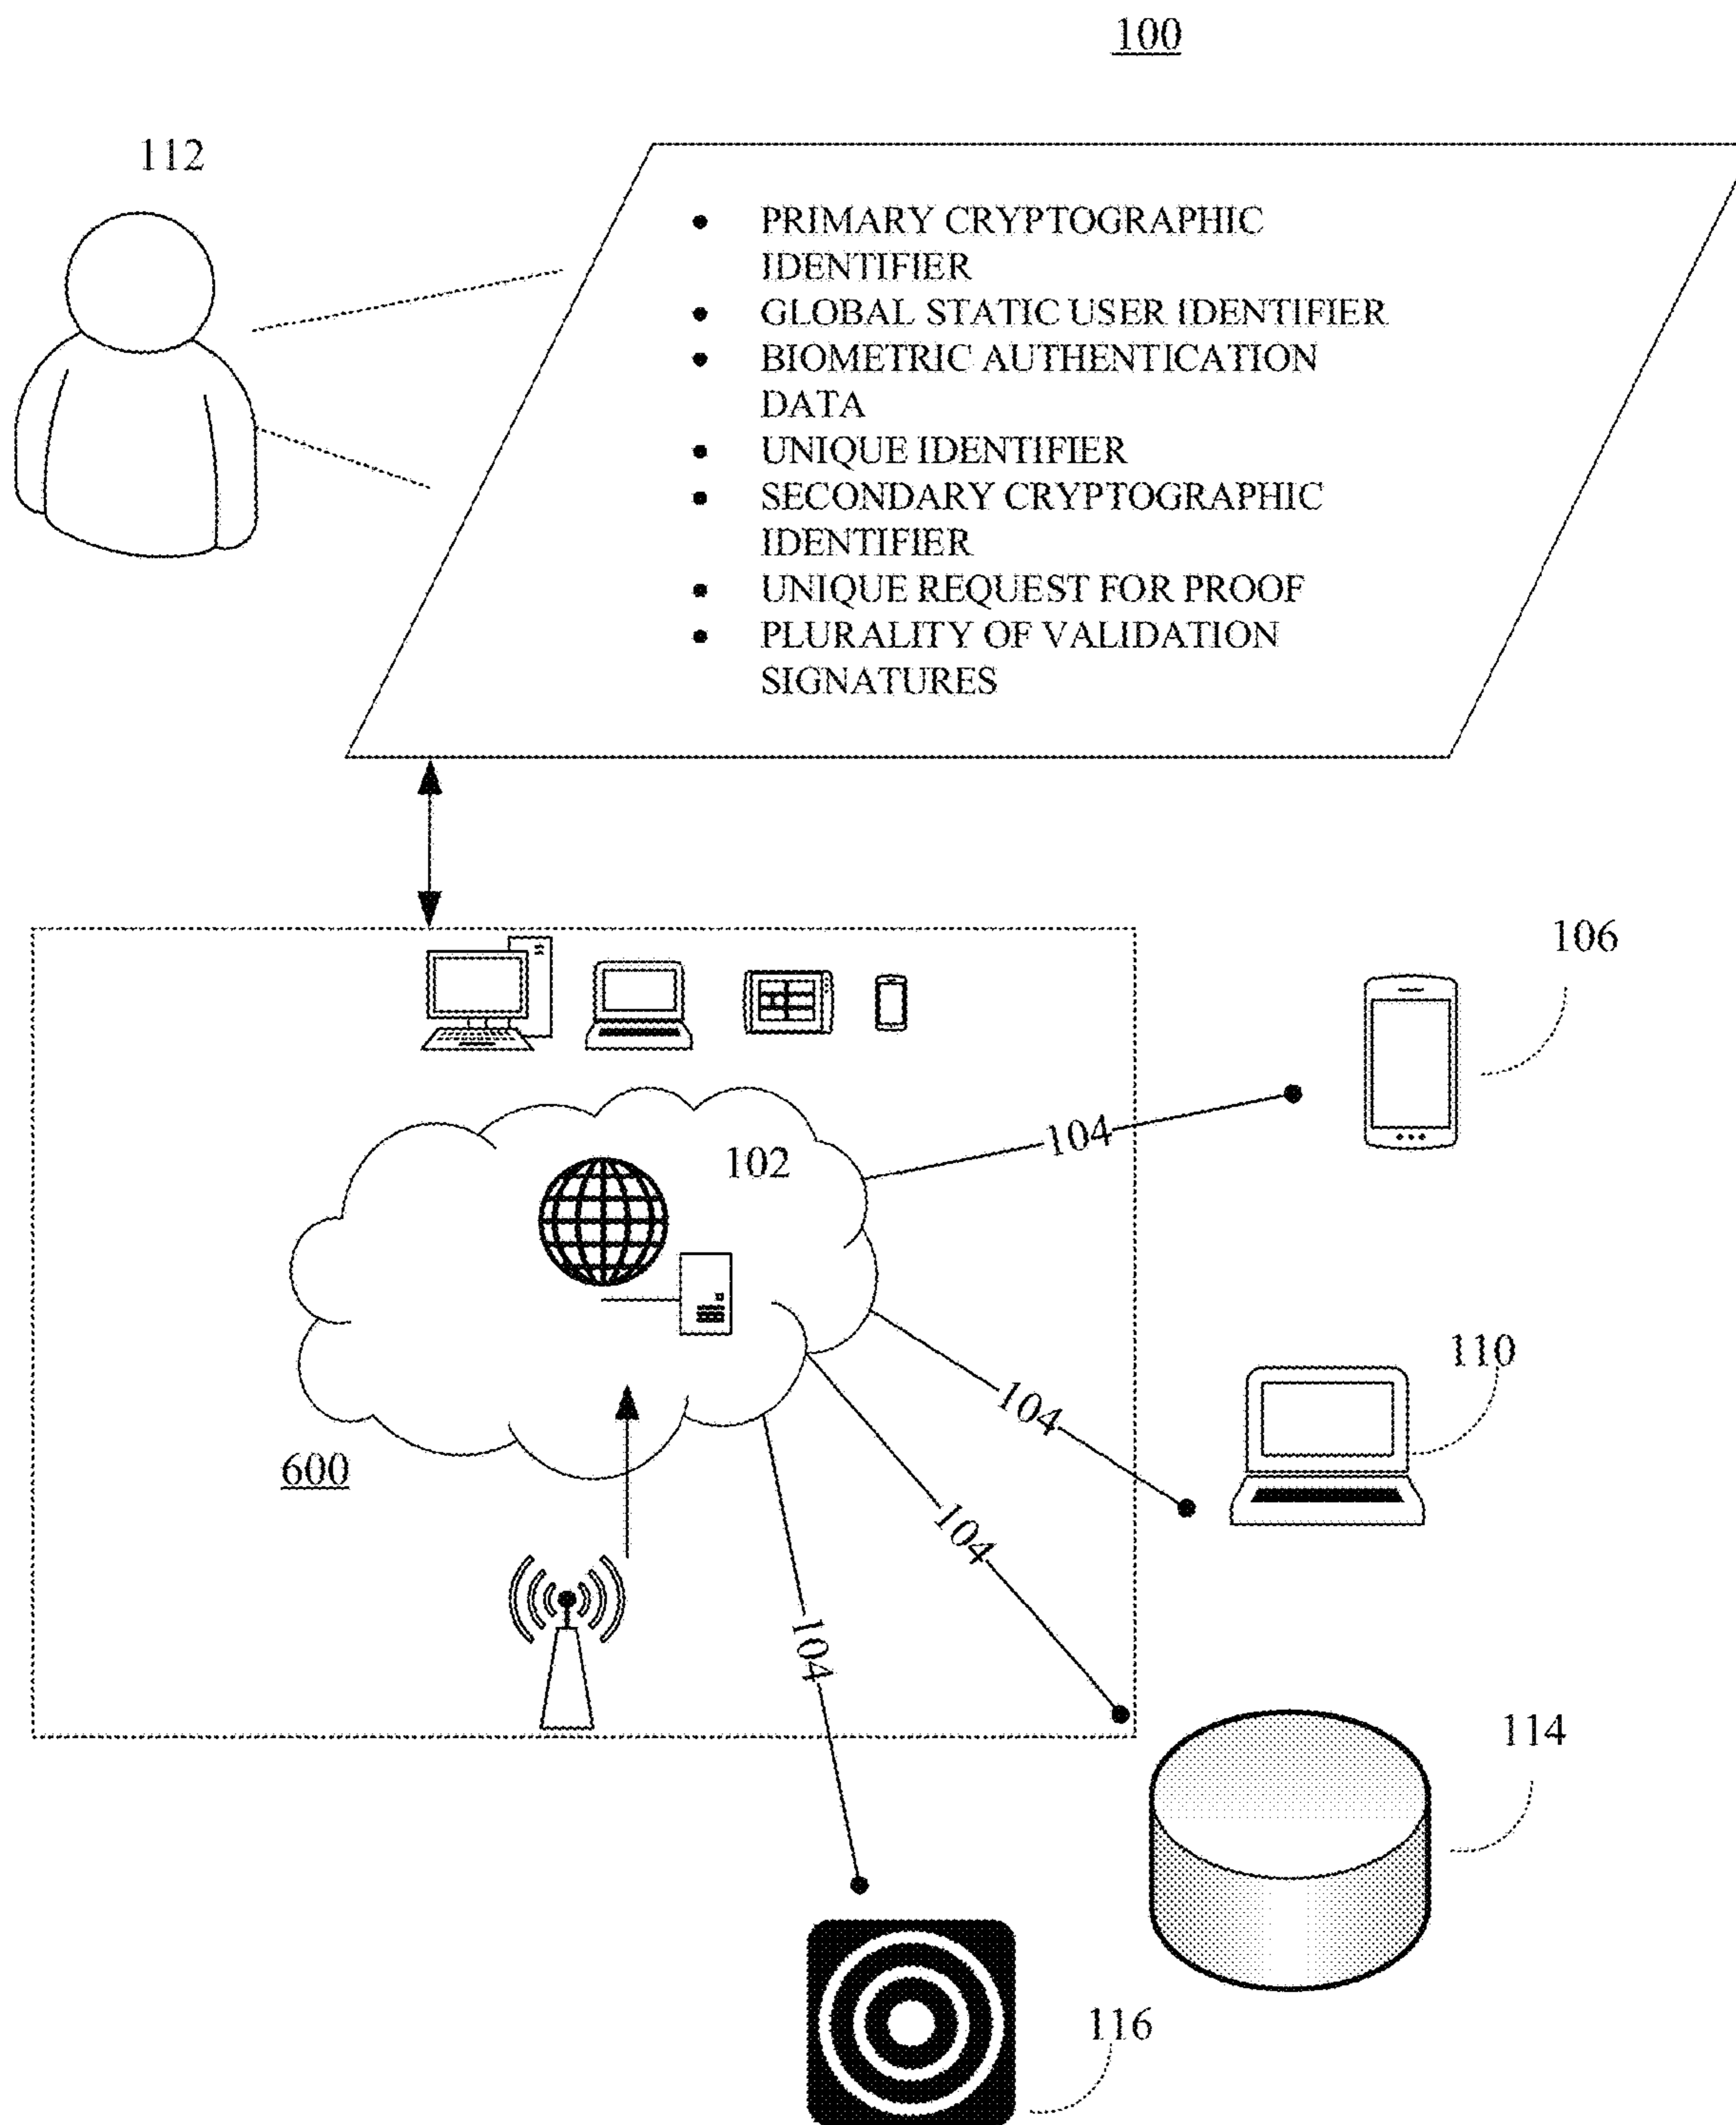 100
112
• PRIMARY CRYPTOGRAPHIC
IDENTIFIER
• GLOBAL STATIC USER IDENTIFIER
• BIOMETRIC AUTHENTICATION
DATA
• UNIQUE IDENTIFIER
• SECONDARY CRYPTOGRAPHIC
IDENTIFIER
• UNIQUE REQUEST FOR PROOF
• PLURALITY OF VALIDATION
SIGNATURES
106
104
102
110
104
600
104
104
114
116